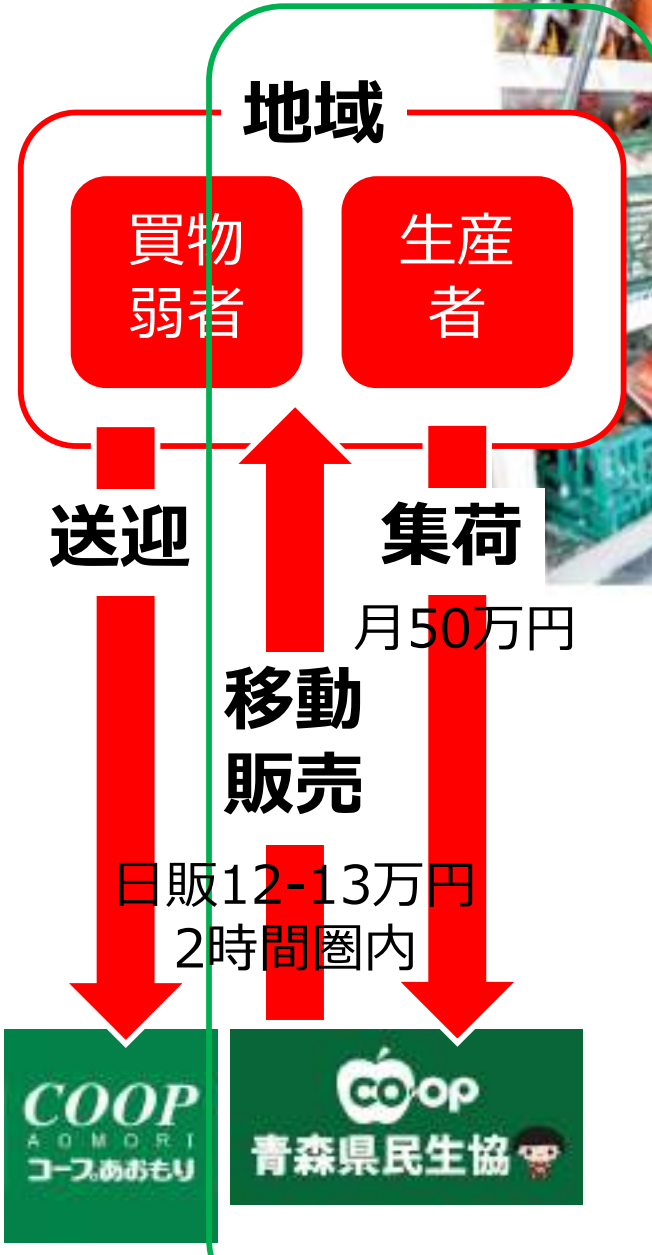 地域
買物
弱者
生産
者
送迎
集荷
月50万円
移動
販売
日販12-13万円
2時間圏内
COOP
AOMORI
コープあおもり
co·op
青森県民生協